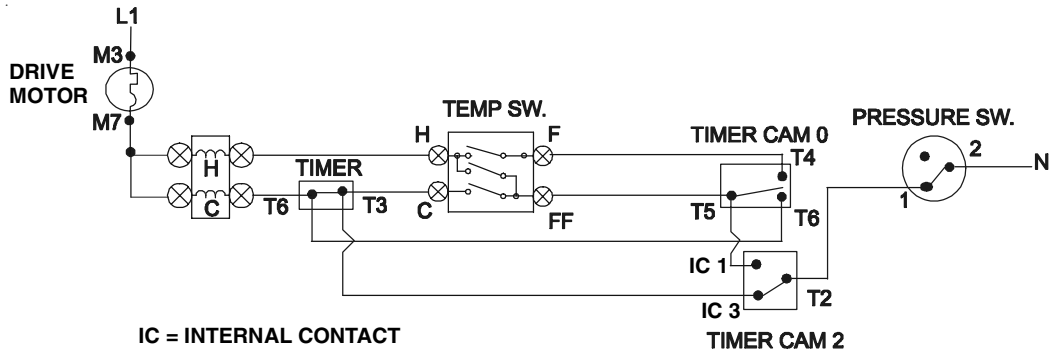 L1
M3
DRIVE
MOTOR
M7
TEMP SW.
PRESSURE SW.
H
F
TIMER CAM 0
T4
2
N
H
TIMER
C
T6
T3
C
FF
T5
T6
1
IC 1
T2
IC 3
IC = INTERNAL CONTACT
TIMER CAM 2